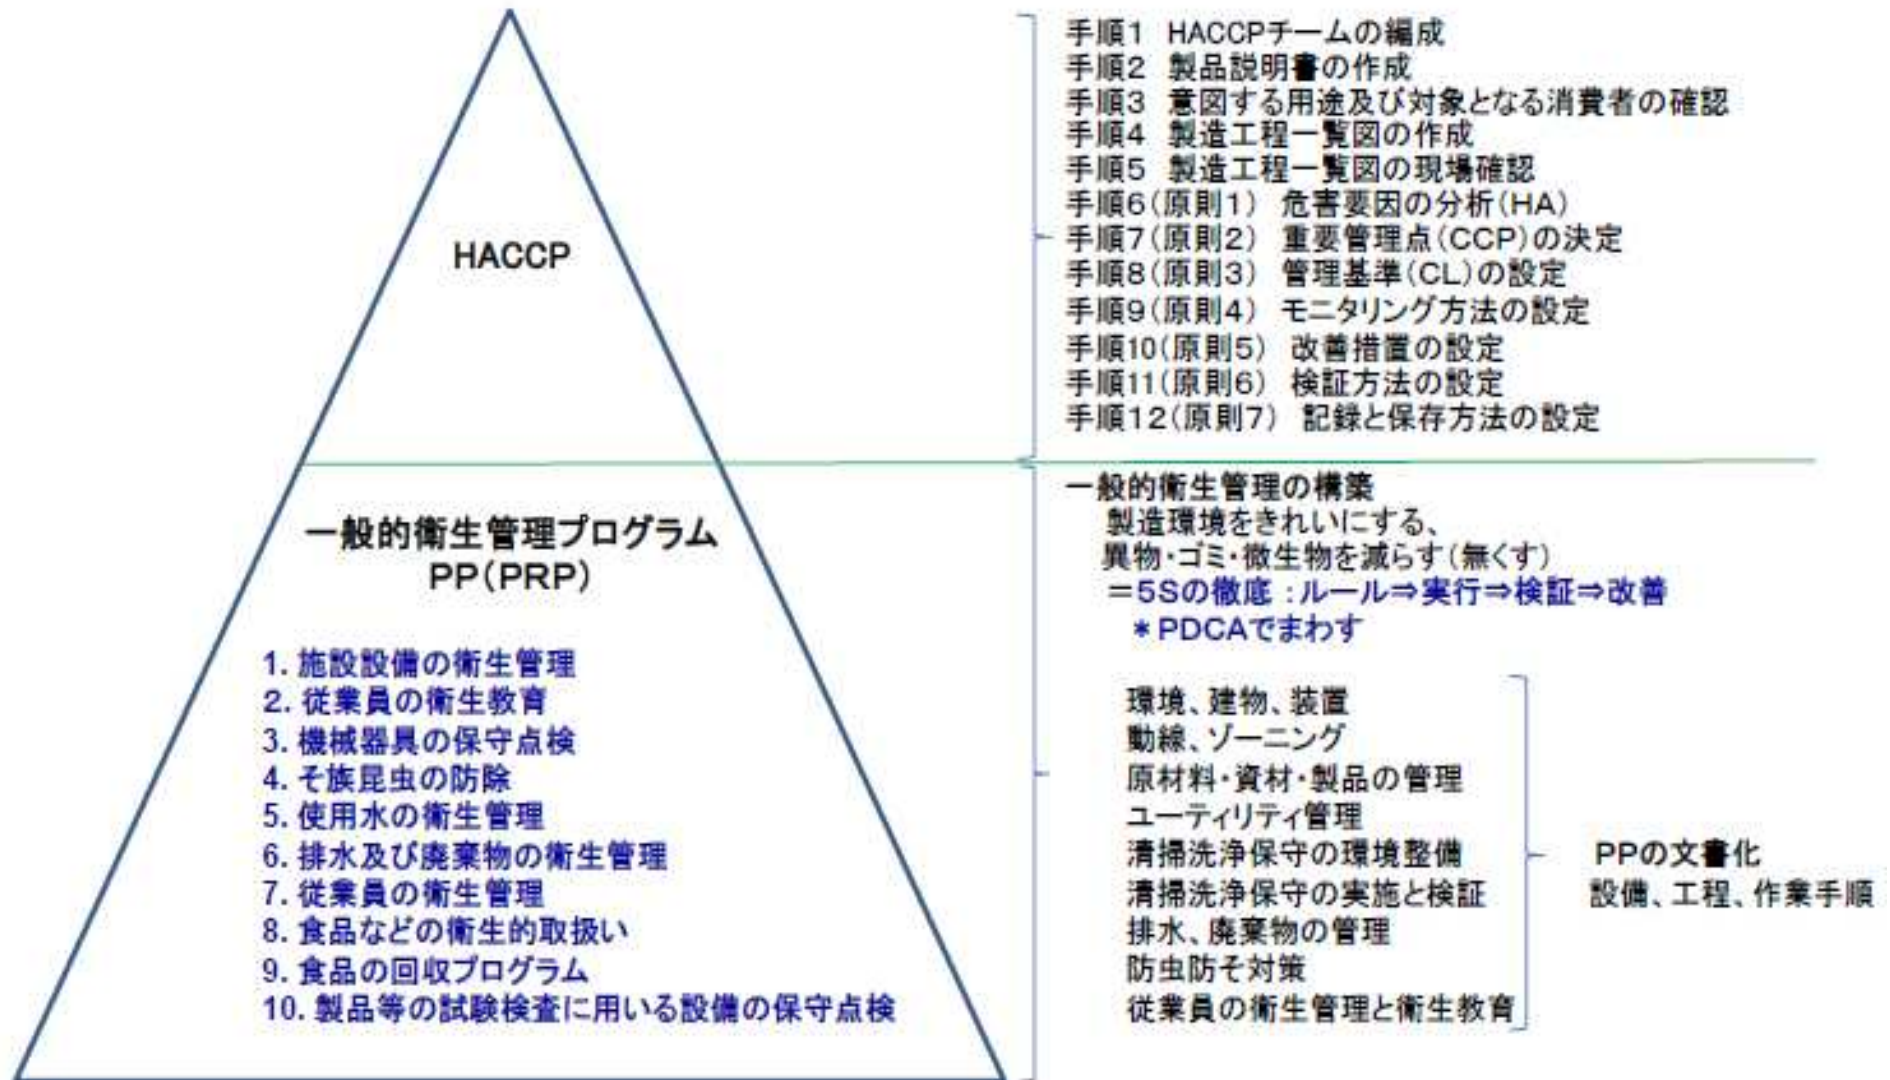 HACCP
一般的衛生管理プログラム
PP(PRP)
1. 施設設備の衛生管理
2. 従業員の衛生教育
3. 機械器具の保守点検
4. そ族昆虫の防除
5. 使用水の衛生管理
6. 排水及び廃棄物の衛生管理
7. 従業員の衛生管理
8. 食品などの衛生的取扱い
9. 食品の回収プログラム
10. 製品等の試験検査に用いる設備の保守点検
手順1 HACCPチームの編成
手順2 製品説明書の作成
手順3 意図する用途及び対象となる消費者の確認
手順4 製造工程一覧図の作成
手順5 製造工程一覧図の現場確認
手順6(原則1) 危害要因の分析(HA)
手順7(原則2) 重要管理点(CCP)の決定
手順8(原則3) 管理基準(CL)の設定
手順9(原則4) モニタリング方法の設定
手順10(原則5) 改善措置の設定
手順11(原則6) 検証方法の設定
手順12(原則7) 記録と保存方法の設定
一般的衛生管理の構築
製造環境をきれいにする、
異物・ゴミ・微生物を減らす(無くす)
=5Sの徹底:ルール⇒実行⇒検証⇒改善
*PDCAでまわす
環境、建物、装置
動線、ゾーニング
原材料・資材・製品の管理
ユーティリティ管理
清掃洗浄保守の環境整備
清掃洗浄保守の実施と検証
排水、廃棄物の管理
防虫防そ対策
従業員の衛生管理と衛生教育
PPの文書化
設備、工程、作業手順